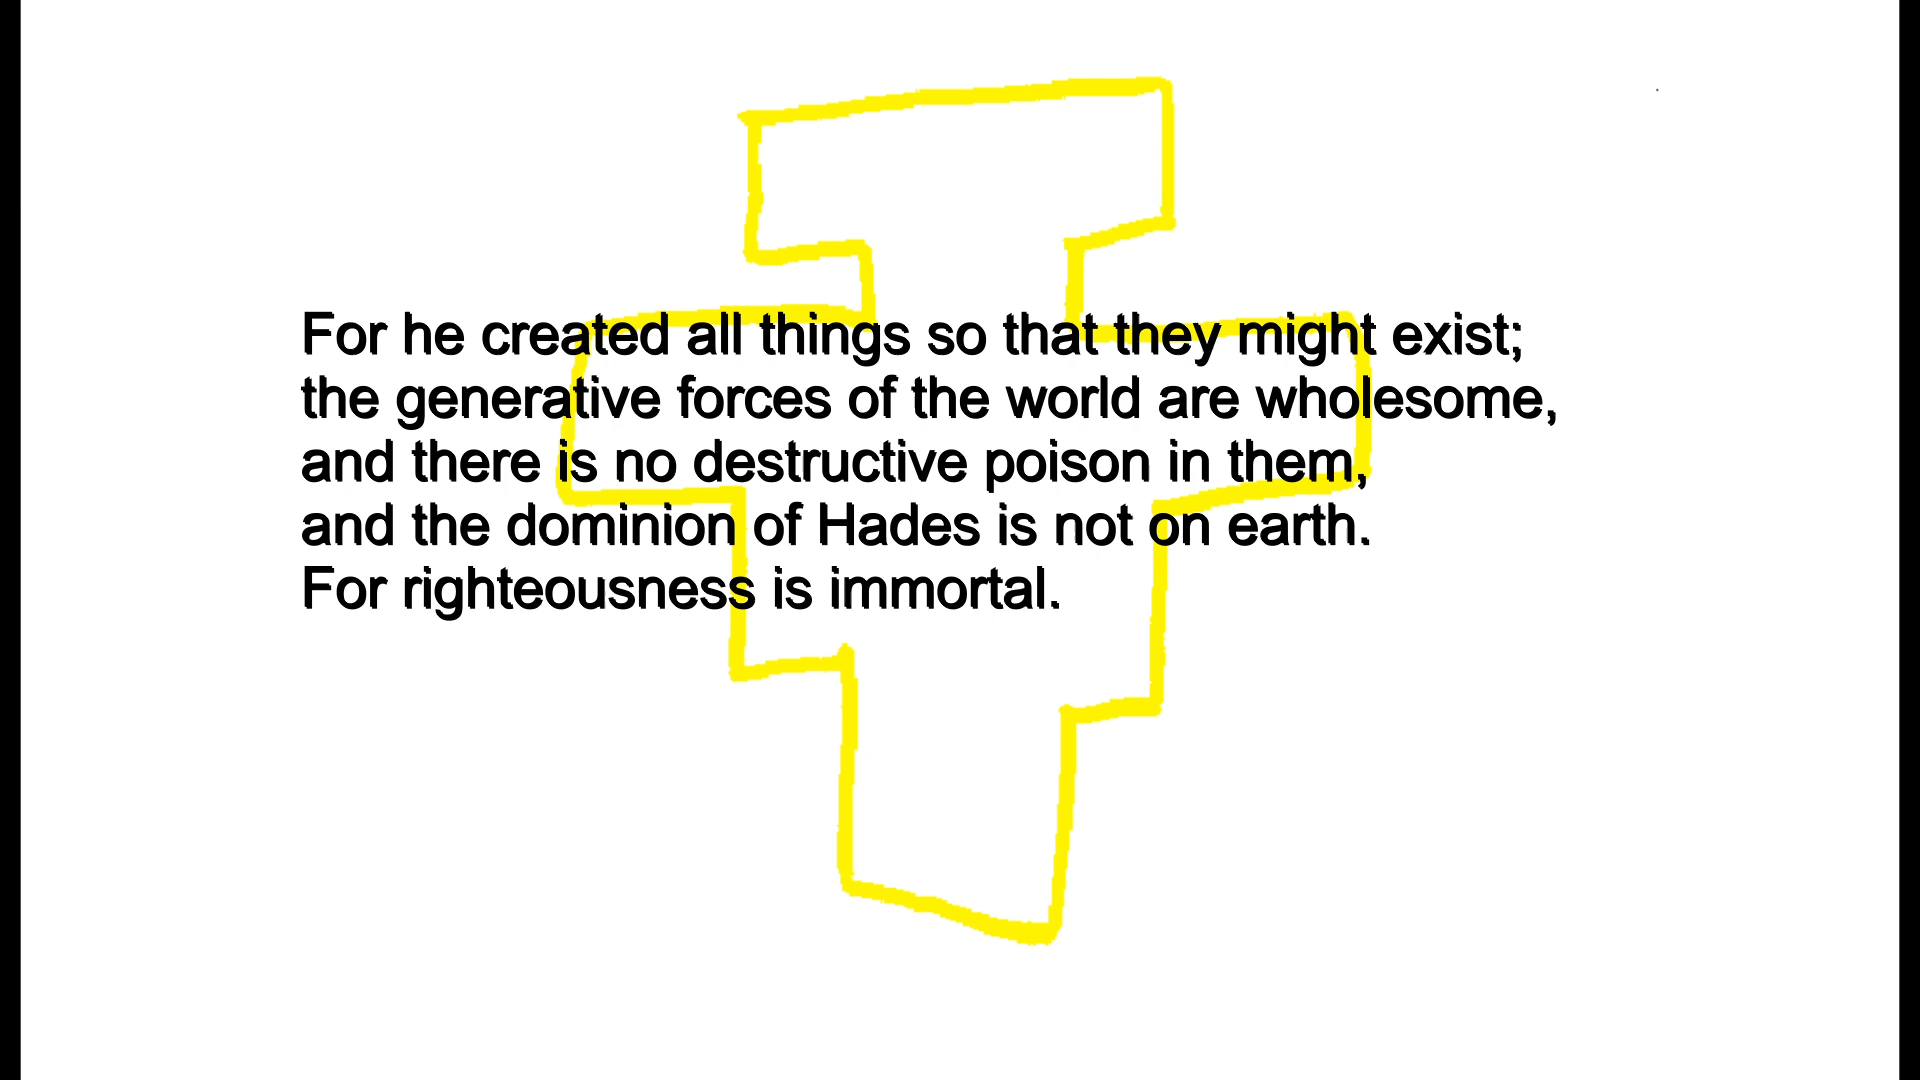 For he created all things so that they might exist;
the generative forces of the world are wholesome,
and there is no destructive poison in them,
and the dominion of Hades is not on earth.
For righteousness is immortal.